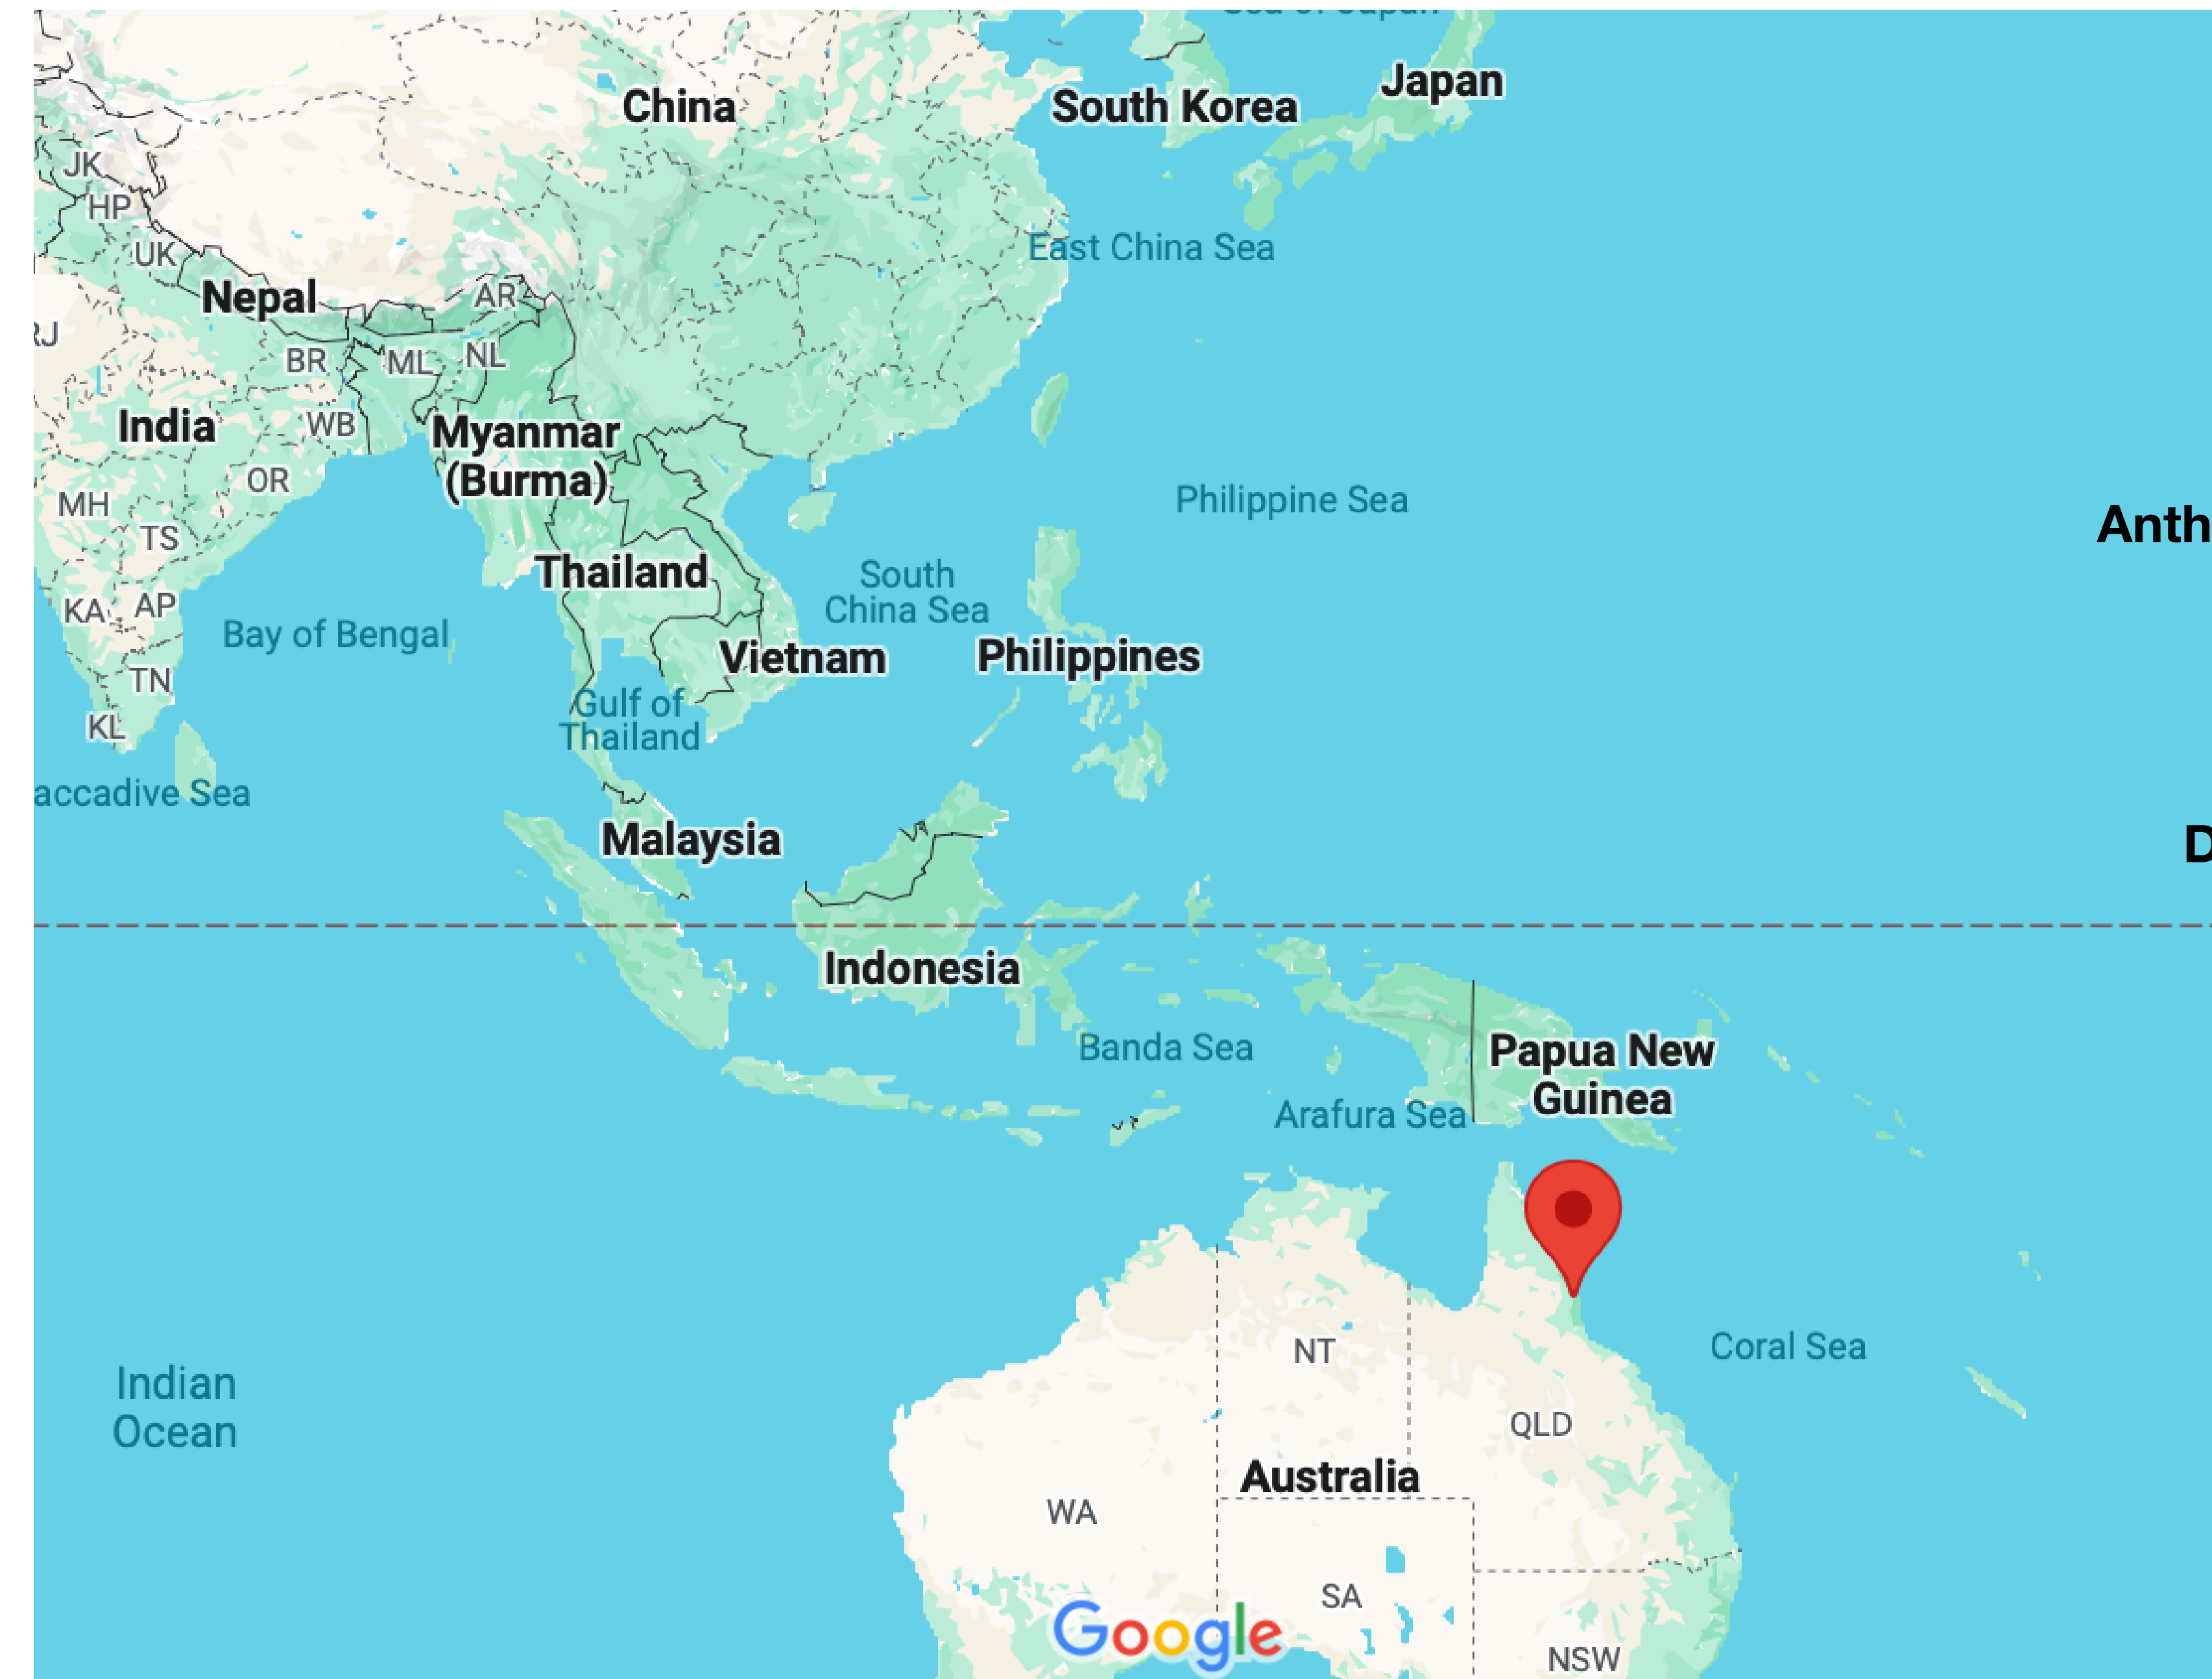 Sea of Japan
China
South Korea
Japan
JK
HP
UK
East China Sea
Nepal
AR
RJ
BR
ML
NL
India
WB
Myanmar
(Burma)
OR
MH
TS
Philippine Sea
Anth
Thailand
South
China Sea
KA
AP
Bay of Bengal
Vietnam
Philippines
TN
Gulf of
Thailand
KL
accadive Sea
Malaysia
D
Indonesia
Banda Sea
Papua New
Guinea
Arafura Sea
NT
Coral Sea
Indian
Ocean
QLD
Australia
WA
SA
Google
NSW